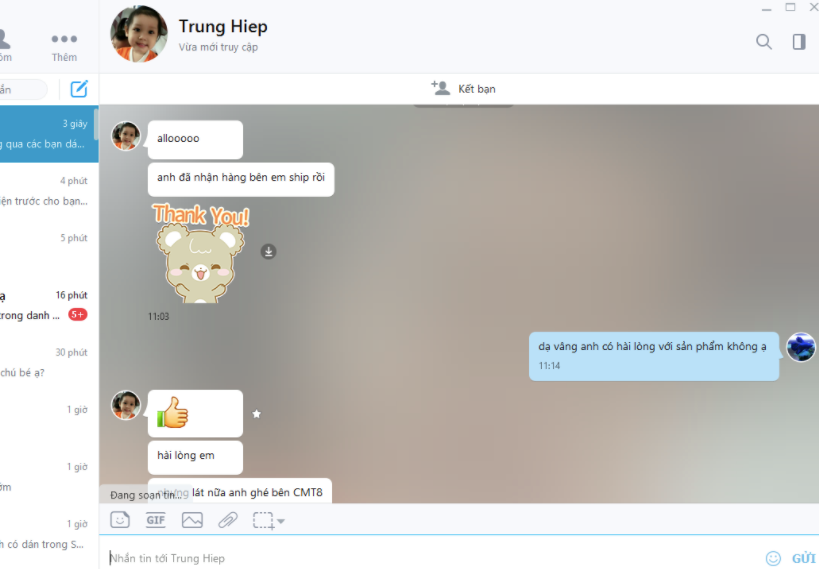 Trung Hiep
Vừa mới truy cập
óm
Thêm
ắn
Kết bạn
3 giây
g qua các bạn dá...
4 phút
iện trước cho bạn...
5 phút
ạ
16 phút
trong danh ...
5+
30 phút
chú bé ạ?
1 giờ
1 giờ
ớm
1 giờ
h có dán trong S...
allooooo
anh đã nhận hàng bên em ship rồi
Thank You!
11:03
dạ vâng anh có hài lòng với sản phẩm không ạ
11:14
hài lòng em
nhưng lát nữa anh ghé bên CMT8
Đang soạn tin...
GIF
Nhắn tin tới Trung Hiep
GỬI